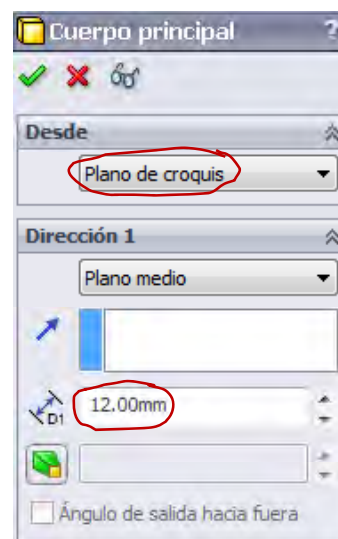 Cuerpo principal ?
Desde
Plano de croquis
Dirección 1
Plano medio
D1 12.00mm
Ángulo de salida hacia fuera